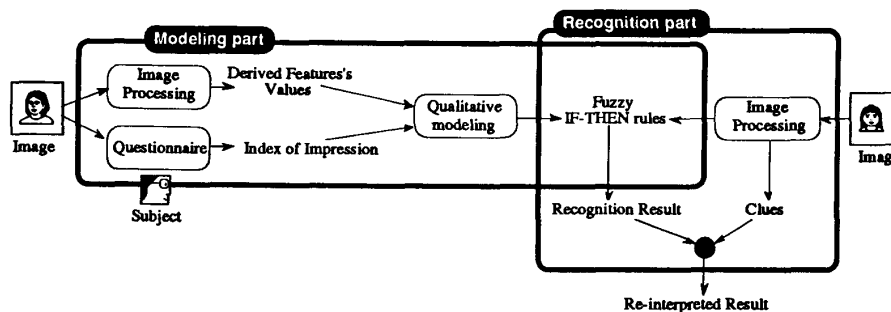 Modeling part
Recognition part
Image
Processing
Derived Features's
Values
Qualitative
modeling
Fuzzy
IF-THEN rules
Image
Processing
Image
Questionnaire
Index of Impression
Imag
Subject
Recognition Result
Clues
Re-interpreted Result